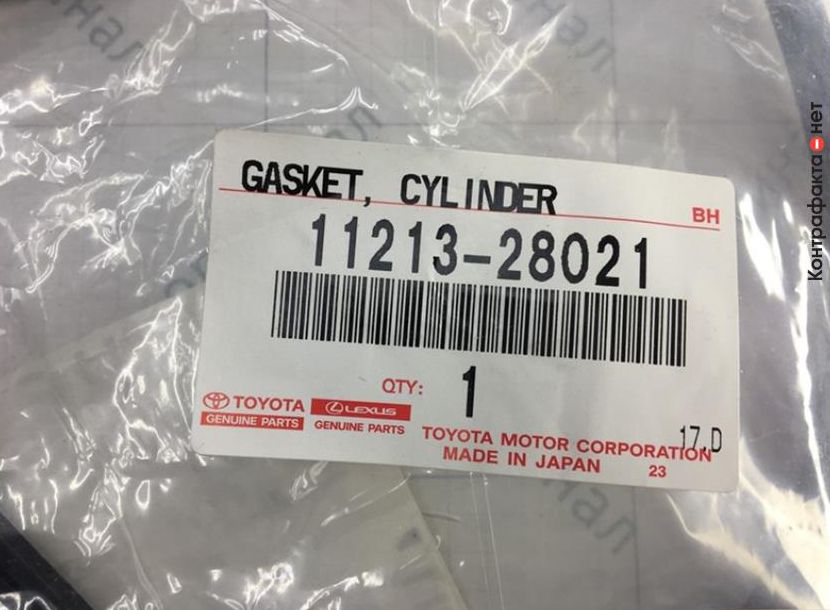 GASKET, CYLINDER
BH
11213-28021
QTY: 1
TOYOTA
GENUINE PARTS
LEXUS
GENUINE PARTS
17.D
TOYOTA MOTOR CORPORATION
MADE IN JAPAN 23
Контрафакта нет